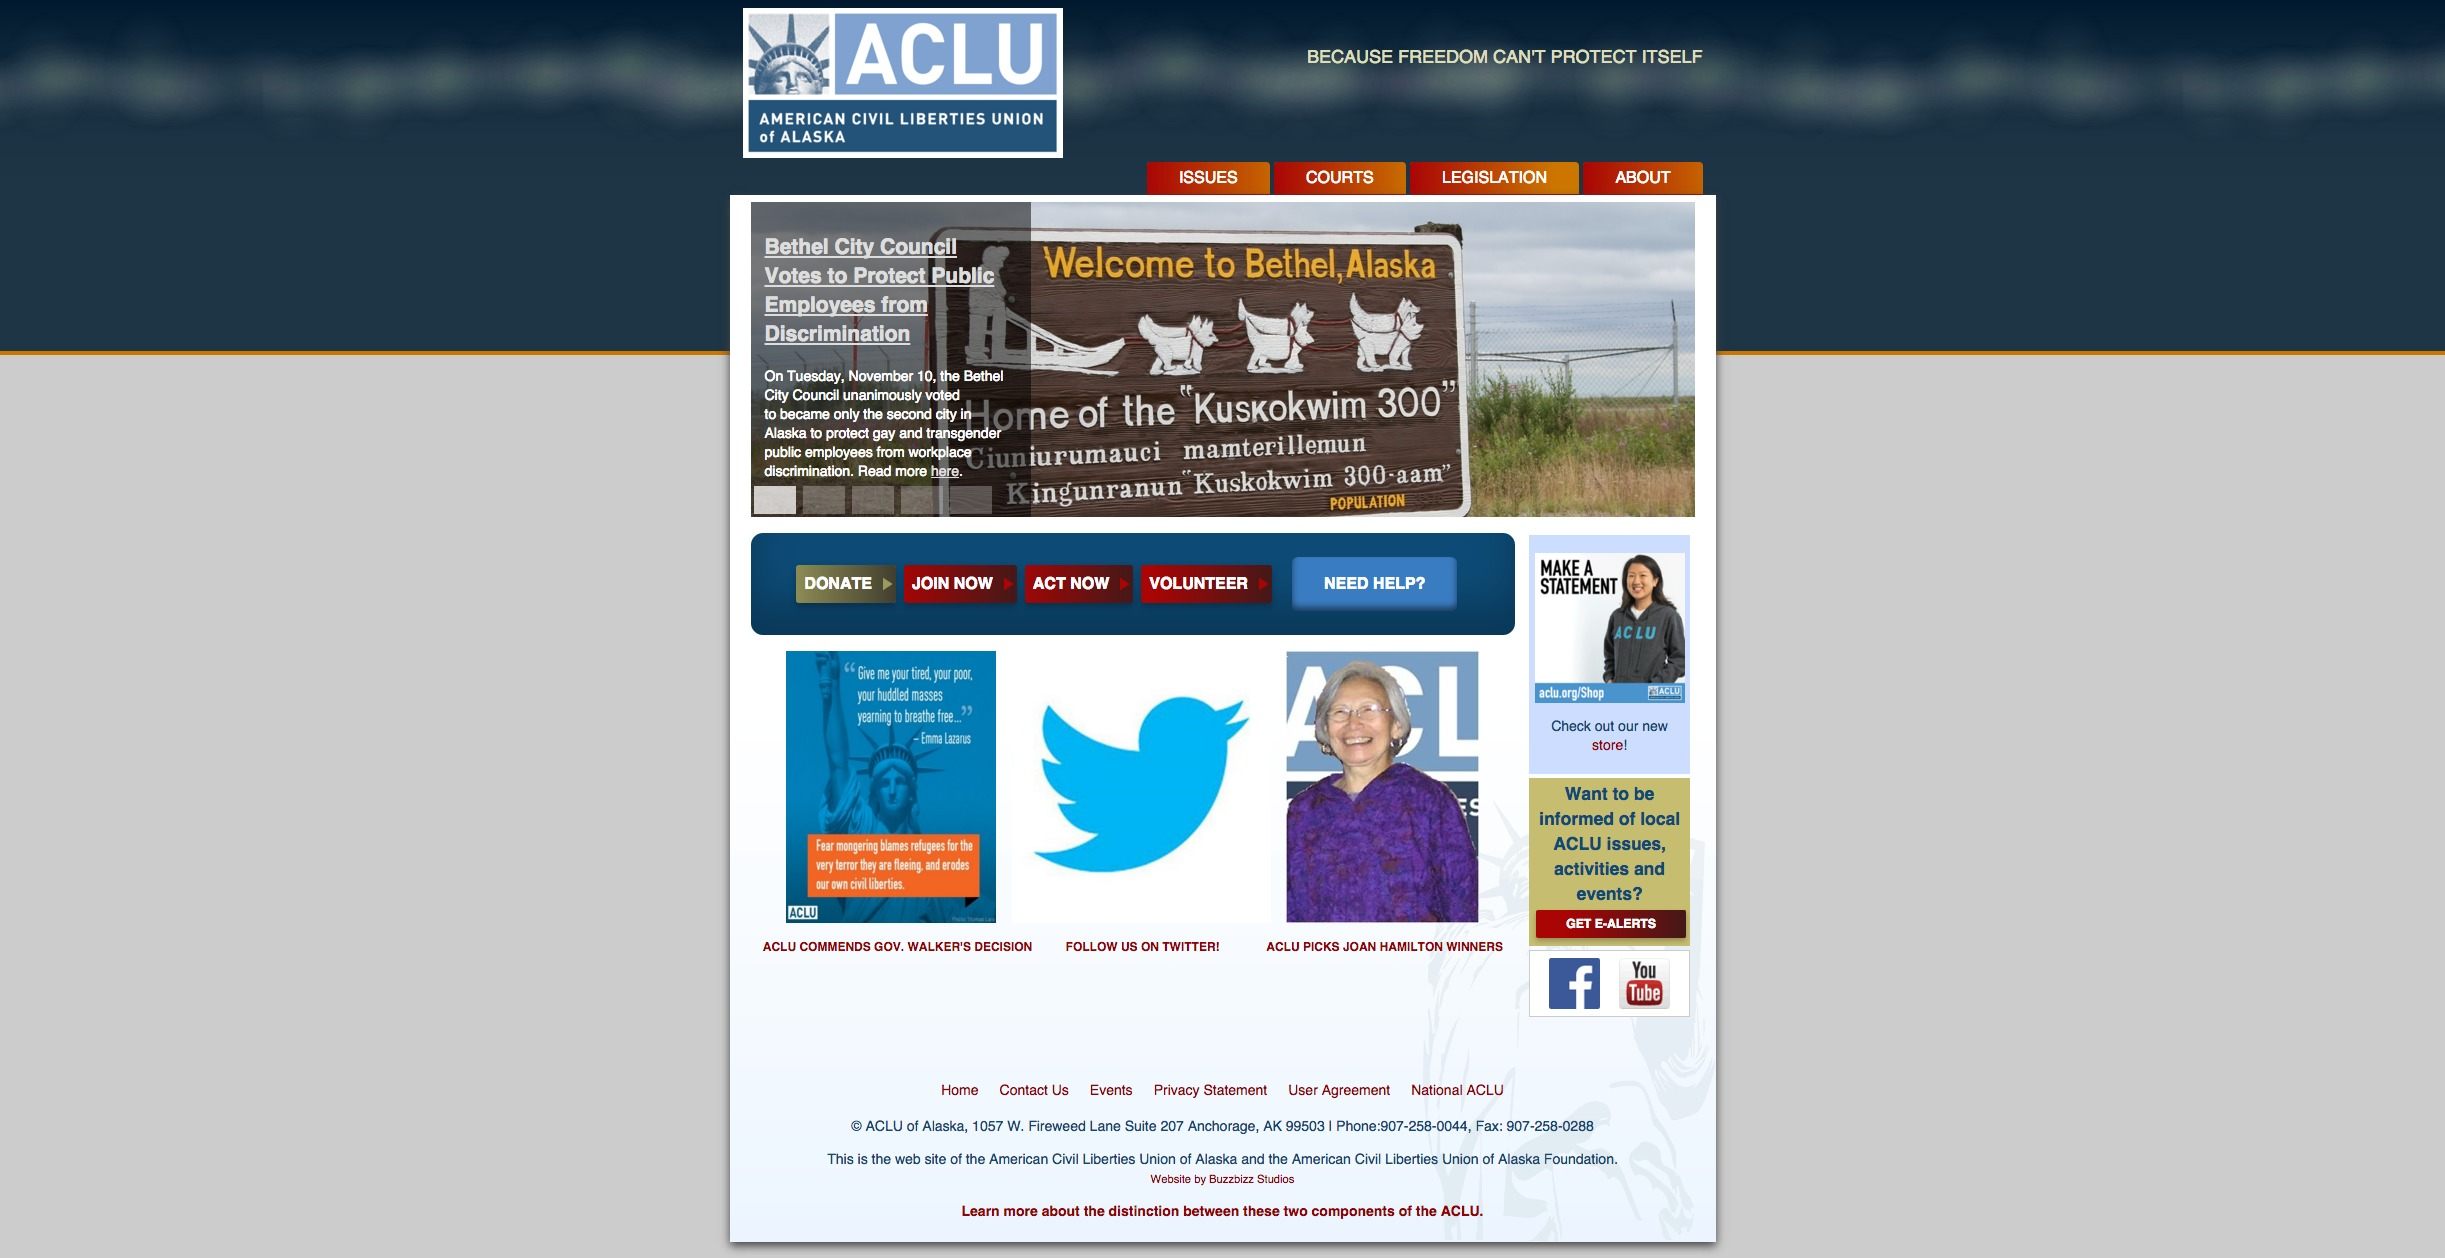 ACLU
AMERICAN CIVIL LIBERTIES UNION
of ALASKA
BECAUSE FREEDOM CAN'T PROTECT ITSELF
ISSUES
COURTS
LEGISLATION
ABOUT
Bethel City Council
Votes to Protect Public
Employees from
Discrimination
On Tuesday, November 10, the Bethel
City Council unanimously voted
to became only the second city in
Alaska to protect gay and transgender
public employees from workplace
discrimination. Read more here.
Welcome to Bethel, Alaska
Home of the "Kuskokwim 300"
Ciuniurumauci mamterillemun
Kingunranun "Kuskokwim 300-aam"
POPULATION
DONATE
JOIN NOW
ACT NOW
VOLUNTEER
NEED HELP?
"Give me your tired, your poor,
your huddled masses
yearning to breathe free..."
– Emma Lazarus
Fear mongering blames refugees for the
very terror they are fleeing, and erodes
our own civil liberties.
ACLU
ACLU COMMENDS GOV. WALKER'S DECISION
FOLLOW US ON TWITTER!
ACLU PICKS JOAN HAMILTON WINNERS
MAKE A
STATEMENT
ACLU
aclu.org/Shop
ACLU
Check out our new
store!
Want to be
informed of local
ACLU issues,
activities and
events?
GET E-ALERTS
You
Tube
Home
Contact Us
Events
Privacy Statement
User Agreement
National ACLU
© ACLU of Alaska, 1057 W. Fireweed Lane Suite 207 Anchorage, AK 99503 | Phone:907-258-0044, Fax: 907-258-0288
This is the web site of the American Civil Liberties Union of Alaska and the American Civil Liberties Union of Alaska Foundation.
Website by Buzzbizz Studios
Learn more about the distinction between these two components of the ACLU.